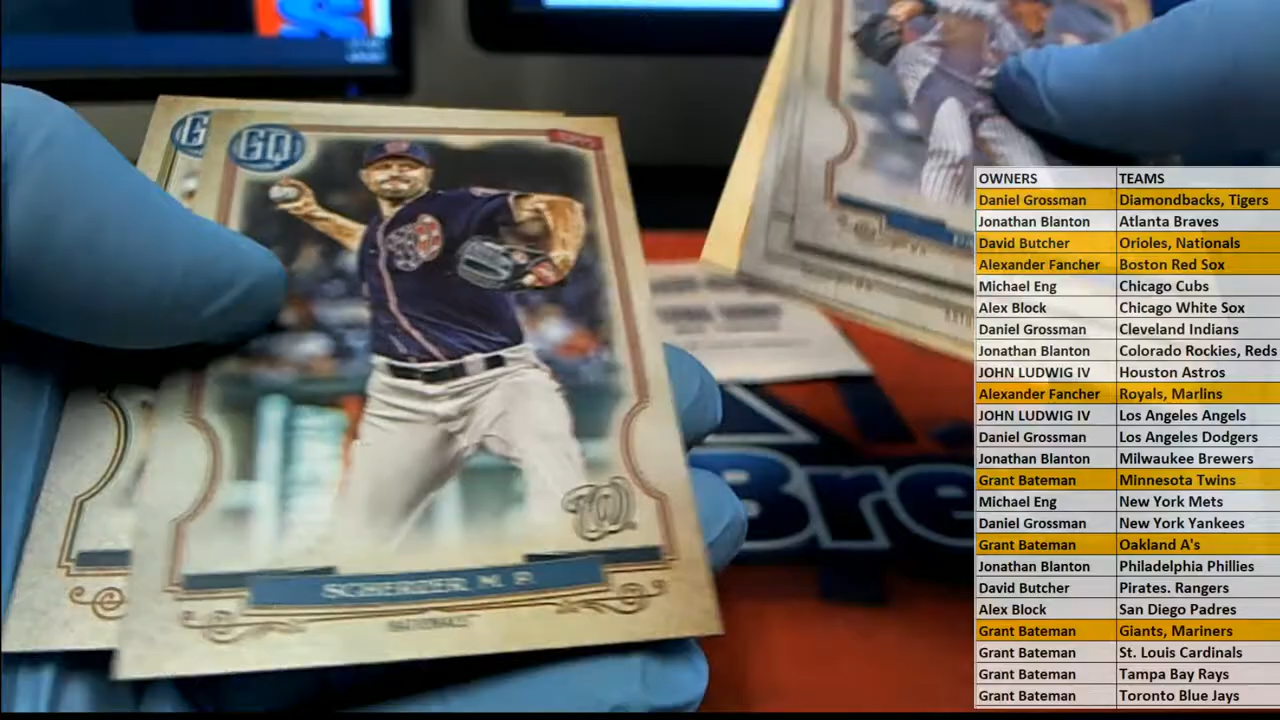 GQ
TOPPS
W
SCHERZER, M. P.
NATIONALS
Bre
OWNERS TEAMS
Daniel Grossman Diamondbacks, Tigers
Jonathan Blanton Atlanta Braves
David Butcher Orioles, Nationals
Alexander Fancher Boston Red Sox
Michael Eng Chicago Cubs
Alex Block Chicago White Sox
Daniel Grossman Cleveland Indians
Jonathan Blanton Colorado Rockies, Reds
JOHN LUDWIG IV Houston Astros
Alexander Fancher Royals, Marlins
JOHN LUDWIG IV Los Angeles Angels
Daniel Grossman Los Angeles Dodgers
Jonathan Blanton Milwaukee Brewers
Grant Bateman Minnesota Twins
Michael Eng New York Mets
Daniel Grossman New York Yankees
Grant Bateman Oakland A's
Jonathan Blanton Philadelphia Phillies
David Butcher Pirates. Rangers
Alex Block San Diego Padres
Grant Bateman Giants, Mariners
Grant Bateman St. Louis Cardinals
Grant Bateman Tampa Bay Rays
Grant Bateman Toronto Blue Jays